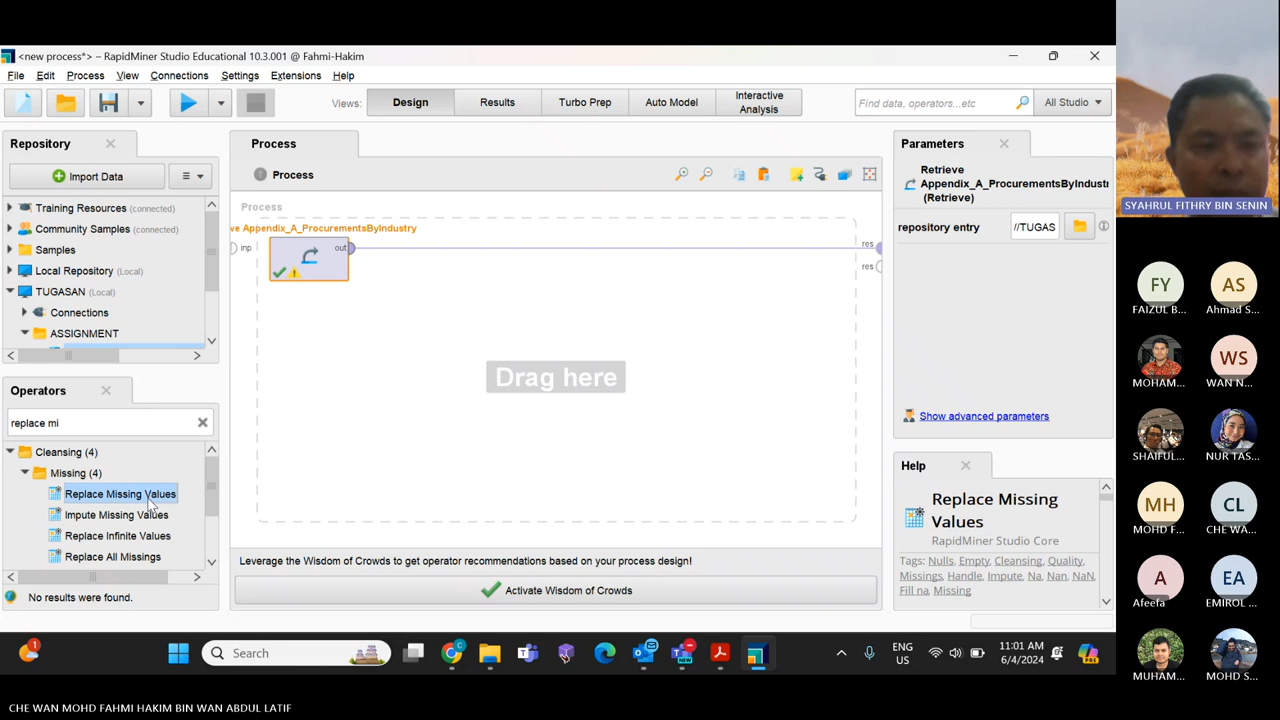 <new process*> – RapidMiner Studio Educational 10.3.001 @ Fahmi-Hakim
File Edit Process View Connections Settings Extensions Help
Views: Design Results Turbo Prep Auto Model Interactive Analysis
Find data, operators...etc
All Studio
Repository
Import Data
Training Resources (connected)
Community Samples (connected)
Samples
Local Repository (Local)
TUGASAN (Local)
Connections
ASSIGNMENT
Operators
replace mi
Cleansing (4)
Missing (4)
Replace Missing Values
Impute Missing Values
Replace Infinite Values
Replace All Missings
No results were found.
Process
Process
Process
ve Appendix_A_ProcurementsByIndustry
inp
out
res
res
Drag here
Leverage the Wisdom of Crowds to get operator recommendations based on your process design!
Activate Wisdom of Crowds
Parameters
Retrieve
Appendix_A_ProcurementsByIndustr
(Retrieve)
repository entry
//TUGAS
Show advanced parameters
Help
Replace Missing
Values
RapidMiner Studio Core
Tags: Nulls, Empty, Cleansing, Quality,
Missings, Handle, Impute, Na, Nan, NaN,
Fill na, Missing
1
Search
NEW
PRE
ENG
US
11:01 AM
6/4/2024
SYAHRUL FITHRY BIN SENIN
FY
FAIZUL B...
AS
Ahmad S...
MOHAM...
WS
WAN N...
SHAIFUL...
NUR TAS...
MH
MOHD F...
CL
CHE WA...
A
Afeefa
EA
EMIROL ...
MUHAM...
MOHD S...
CHE WAN MOHD FAHMI HAKIM BIN WAN ABDUL LATIF